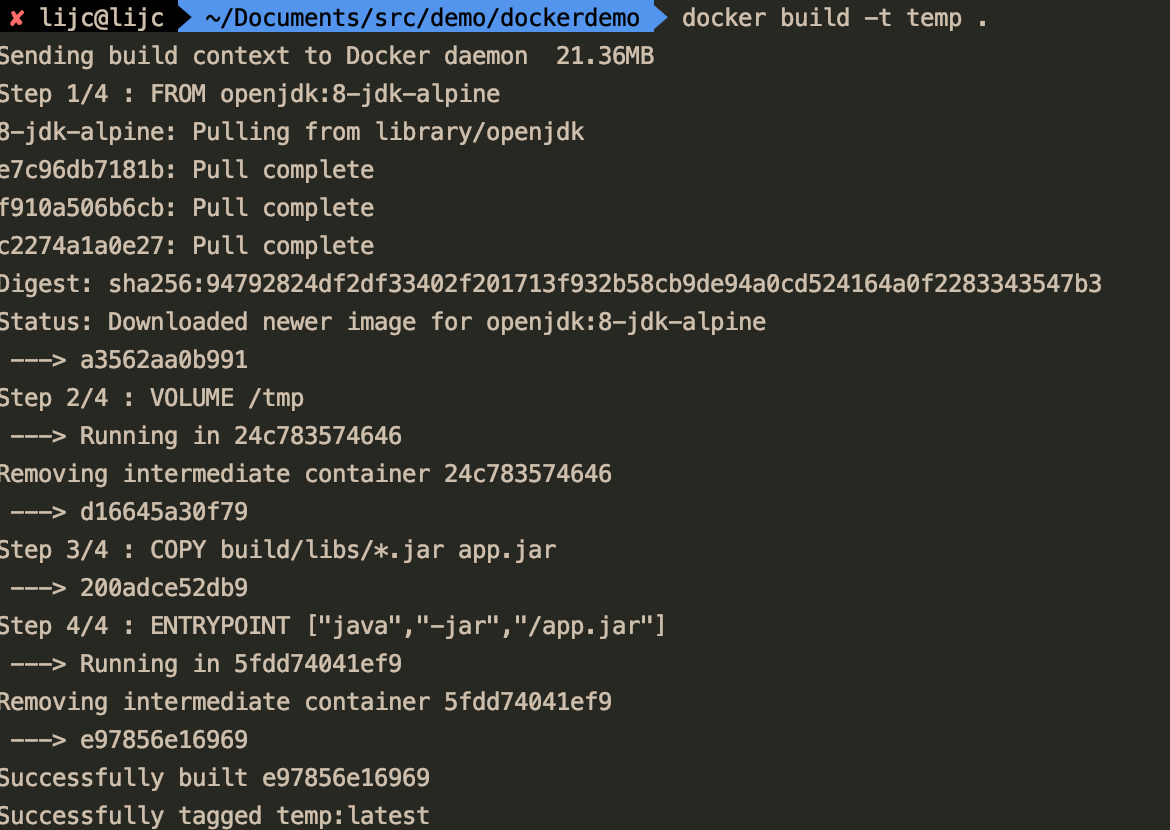 ✘ lijc@lijc ~/Documents/src/demo/dockerdemo docker build -t temp .
Sending build context to Docker daemon  21.36MB
Step 1/4 : FROM openjdk:8-jdk-alpine
8-jdk-alpine: Pulling from library/openjdk
e7c96db7181b: Pull complete
f910a506b6cb: Pull complete
c2274a1a0e27: Pull complete
Digest: sha256:94792824df2df33402f201713f932b58cb9de94a0cd524164a0f2283343547b3
Status: Downloaded newer image for openjdk:8-jdk-alpine
 ---> a3562aa0b991
Step 2/4 : VOLUME /tmp
 ---> Running in 24c783574646
Removing intermediate container 24c783574646
 ---> d16645a30f79
Step 3/4 : COPY build/libs/*.jar app.jar
 ---> 200adce52db9
Step 4/4 : ENTRYPOINT ["java","-jar","/app.jar"]
 ---> Running in 5fdd74041ef9
Removing intermediate container 5fdd74041ef9
 ---> e97856e16969
Successfully built e97856e16969
Successfully tagged temp:latest